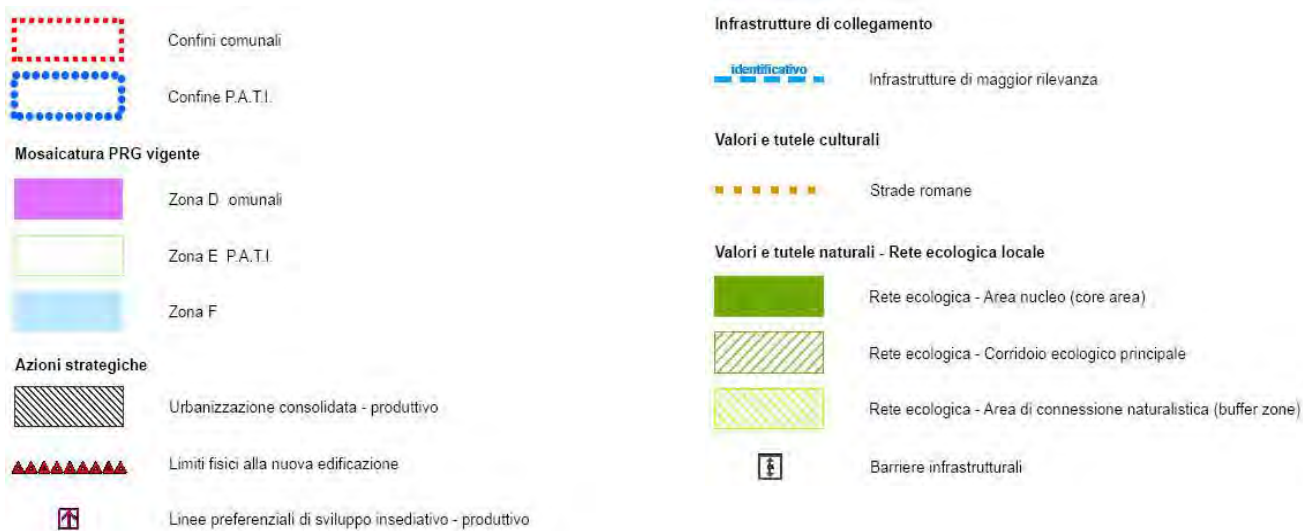 Confini comunali
Confine P.A.T.I.
Mosaicatura PRG vigente
Zona D omunali
Zona E P.A.T.I.
Zona F
Azioni strategiche
Urbanizzazione consolidata - produttivo
Limiti fisici alla nuova edificazione
Linee preferenziali di sviluppo insediativo - produttivo
Infrastrutture di collegamento
identificativo
Infrastrutture di maggior rilevanza
Valori e tutele culturali
Strade romane
Valori e tutele naturali - Rete ecologica locale
Rete ecologica - Area nucleo (core area)
Rete ecologica - Corridoio ecologico principale
Rete ecologica - Area di connessione naturalistica (buffer zone)
Barriere infrastrutturali